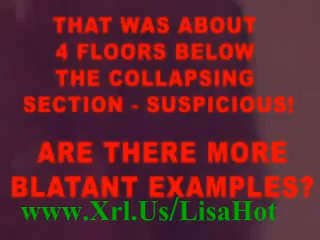 THAT WAS ABOUT
4 FLOORS BELOW
THE COLLAPSING
SECTION - SUSPICIOUS!
ARE THERE MORE
BLATANT EXAMPLES?
www.Xrl.Us/LisaHot